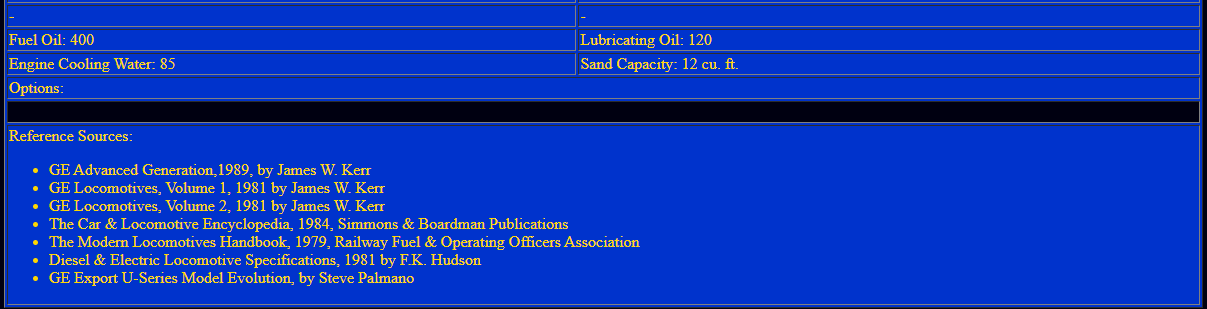 -
-
Fuel Oil: 400
Lubricating Oil: 120
Engine Cooling Water: 85
Sand Capacity: 12 cu. ft.
Options:
Reference Sources:
• GE Advanced Generation,1989, by James W. Kerr
• GE Locomotives, Volume 1, 1981 by James W. Kerr
• GE Locomotives, Volume 2, 1981 by James W. Kerr
• The Car & Locomotive Encyclopedia, 1984, Simmons & Boardman Publications
• The Modern Locomotives Handbook, 1979, Railway Fuel & Operating Officers Association
• Diesel & Electric Locomotive Specifications, 1981 by F.K. Hudson
• GE Export U-Series Model Evolution, by Steve Palmano